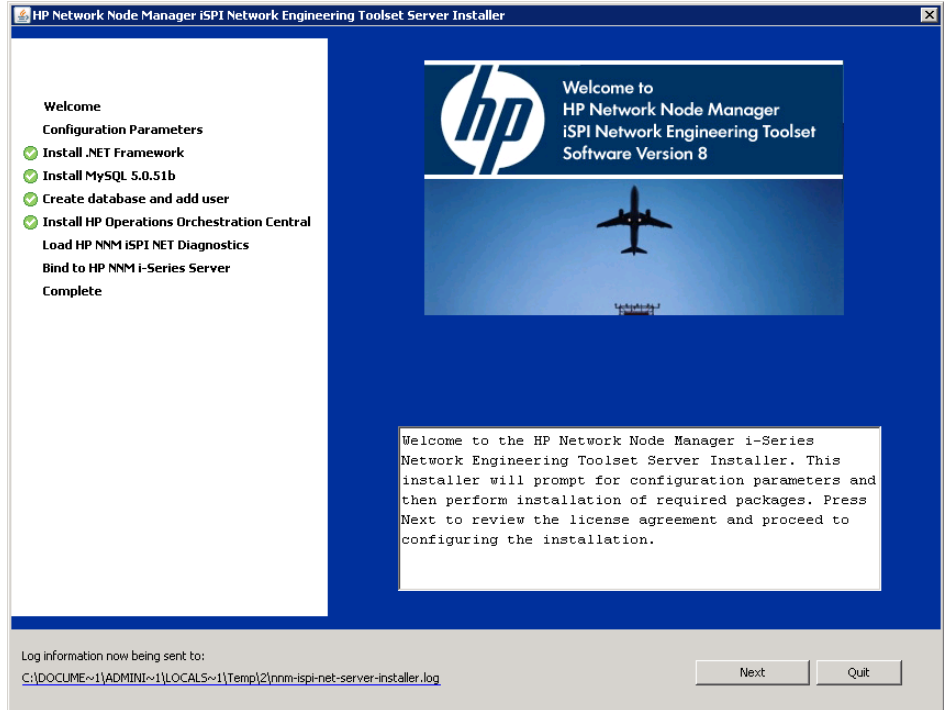 HP Network Node Manager iSPI Network Engineering Toolset Server Installer
Welcome
Configuration Parameters
Install .NET Framework
Install MySQL 5.0.51b
Create database and add user
Install HP Operations Orchestration Central
Load HP NNM iSPI NET Diagnostics
Bind to HP NNM i-Series Server
Complete
hp
Welcome to
HP Network Node Manager
iSPI Network Engineering Toolset
Software Version 8
Welcome to the HP Network Node Manager i-Series
Network Engineering Toolset Server Installer. This
installer will prompt for configuration parameters and
then perform installation of required packages. Press
Next to review the license agreement and proceed to
configuring the installation.
Log information now being sent to:
C:\DOCUME~1\ADMINI~1\LOCALS~1\Temp\2\nnm-ispi-net-server-installer.log
Next
Quit